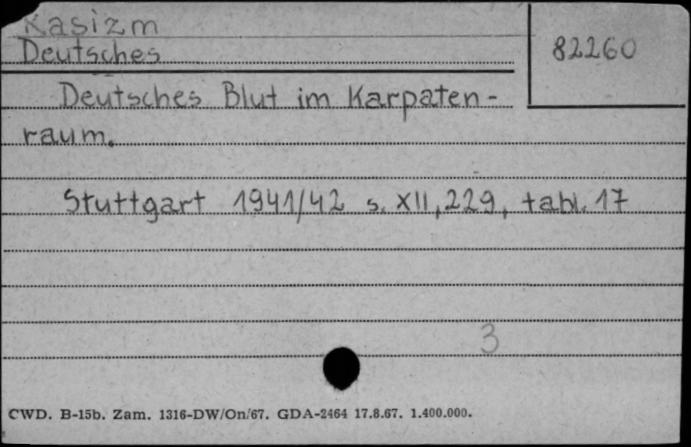 Rasizm
Deutsches
82260
Deutsches Blut im Karpaten-
raum.
Stuttgart 1941/42 s. XII, 229, tabl. 17
3
CWD. B-15b. Zam. 1316-DW/On/67. GDA-2464 17.8.67. 1.400.000.